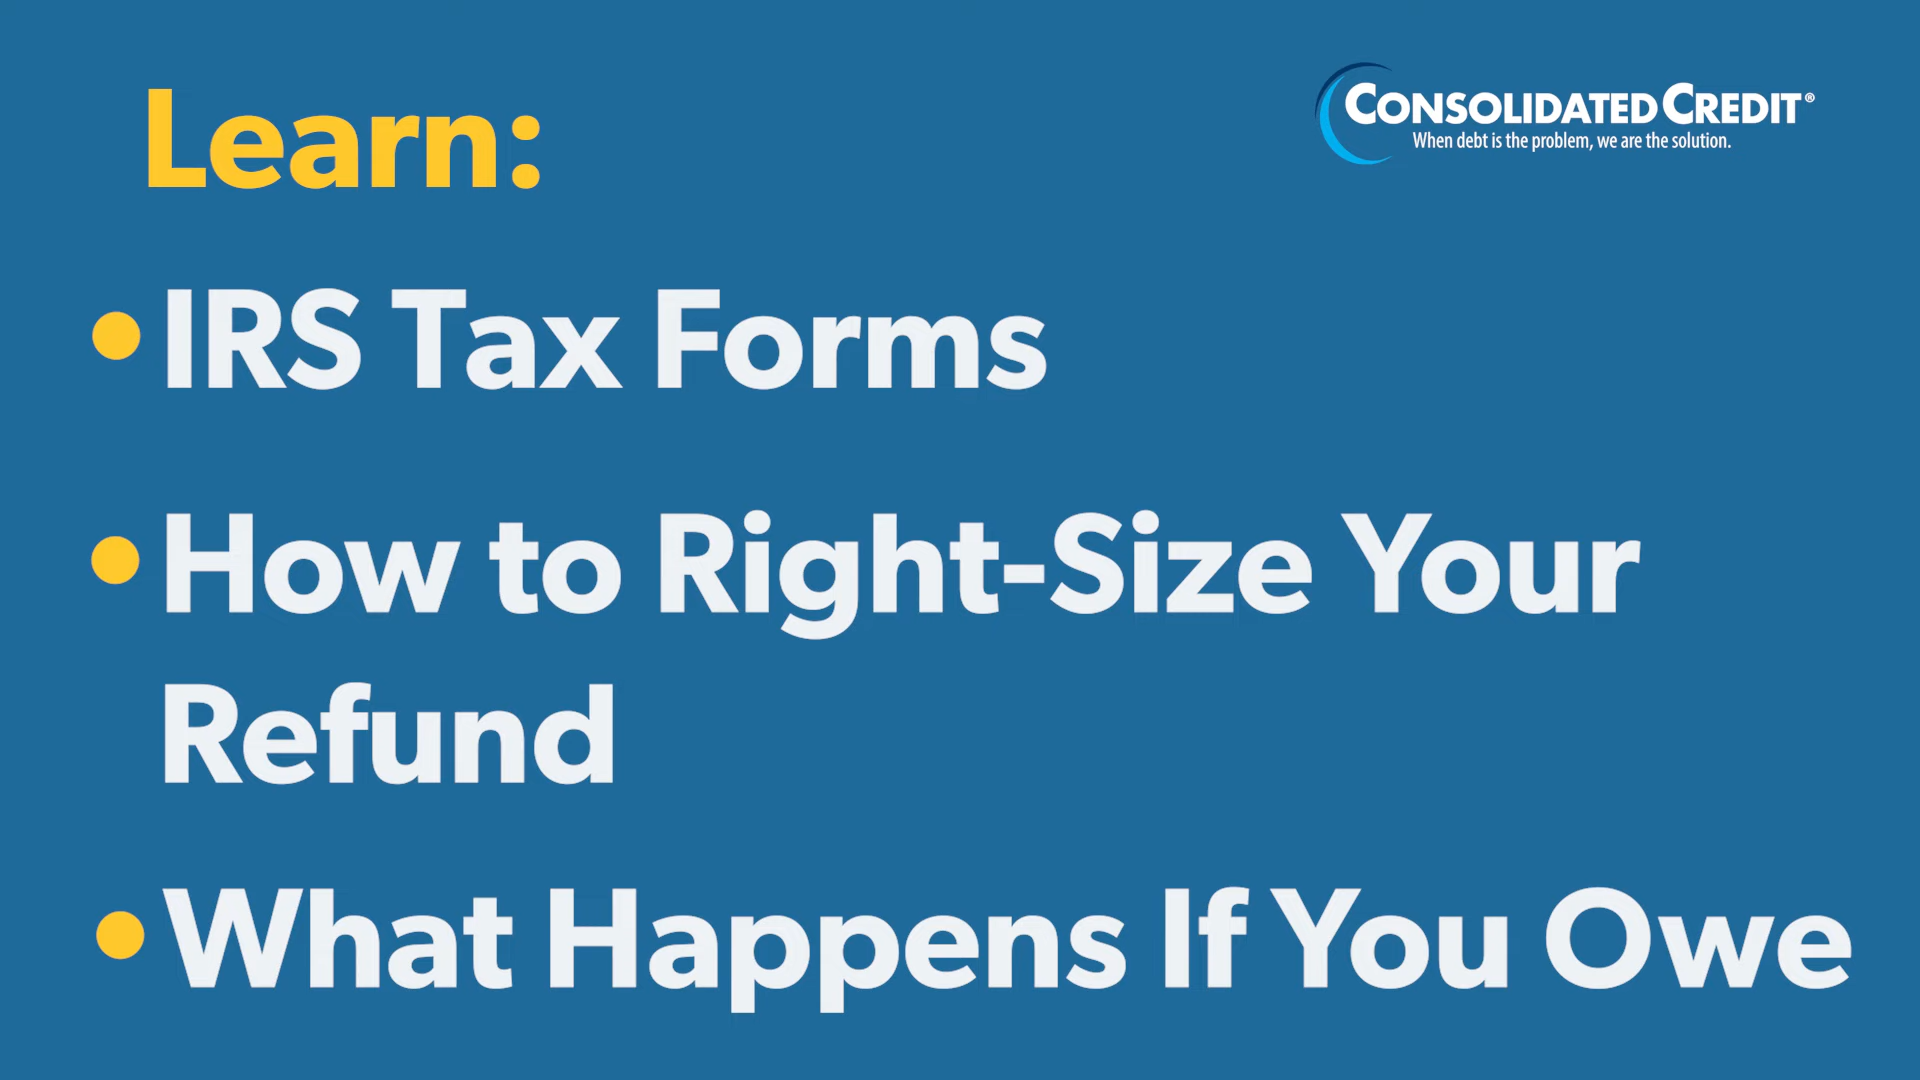 Learn:
CONSOLIDATED CREDIT®
When debt is the problem, we are the solution.
• IRS Tax Forms
• How to Right-Size Your
Refund
• What Happens If You Owe